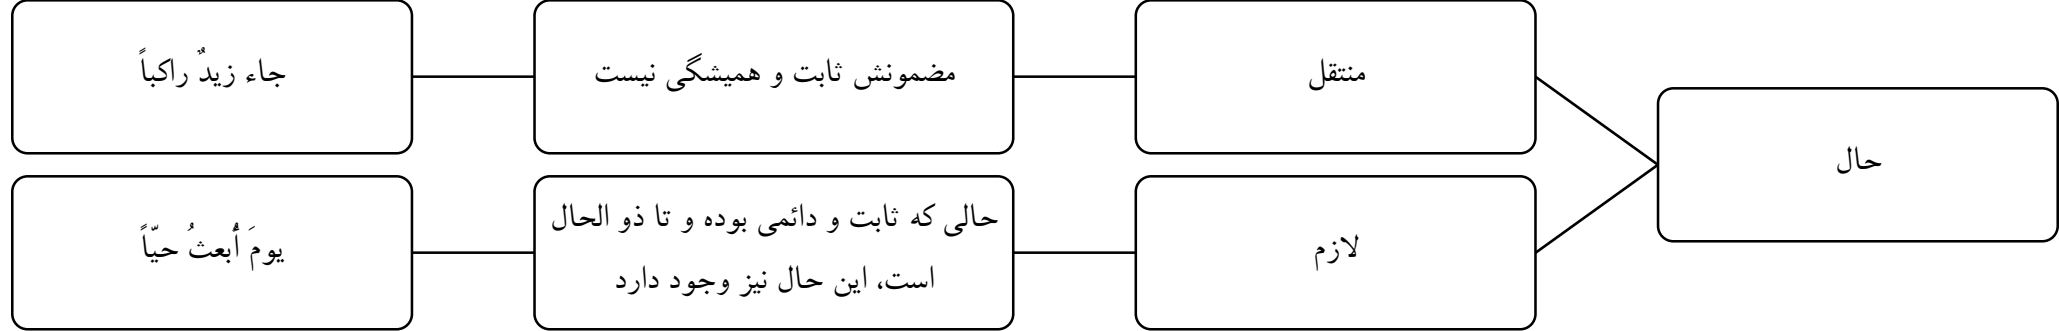 حال
منتقل
مضمونش ثابت و همیشگی نیست
جاء زیدٌ راکباً
لازم
حالی که ثابت و دائمی بوده و تا ذو الحال
است، این حال نیز وجود دارد
یومَ أُبعثُ حیّاً